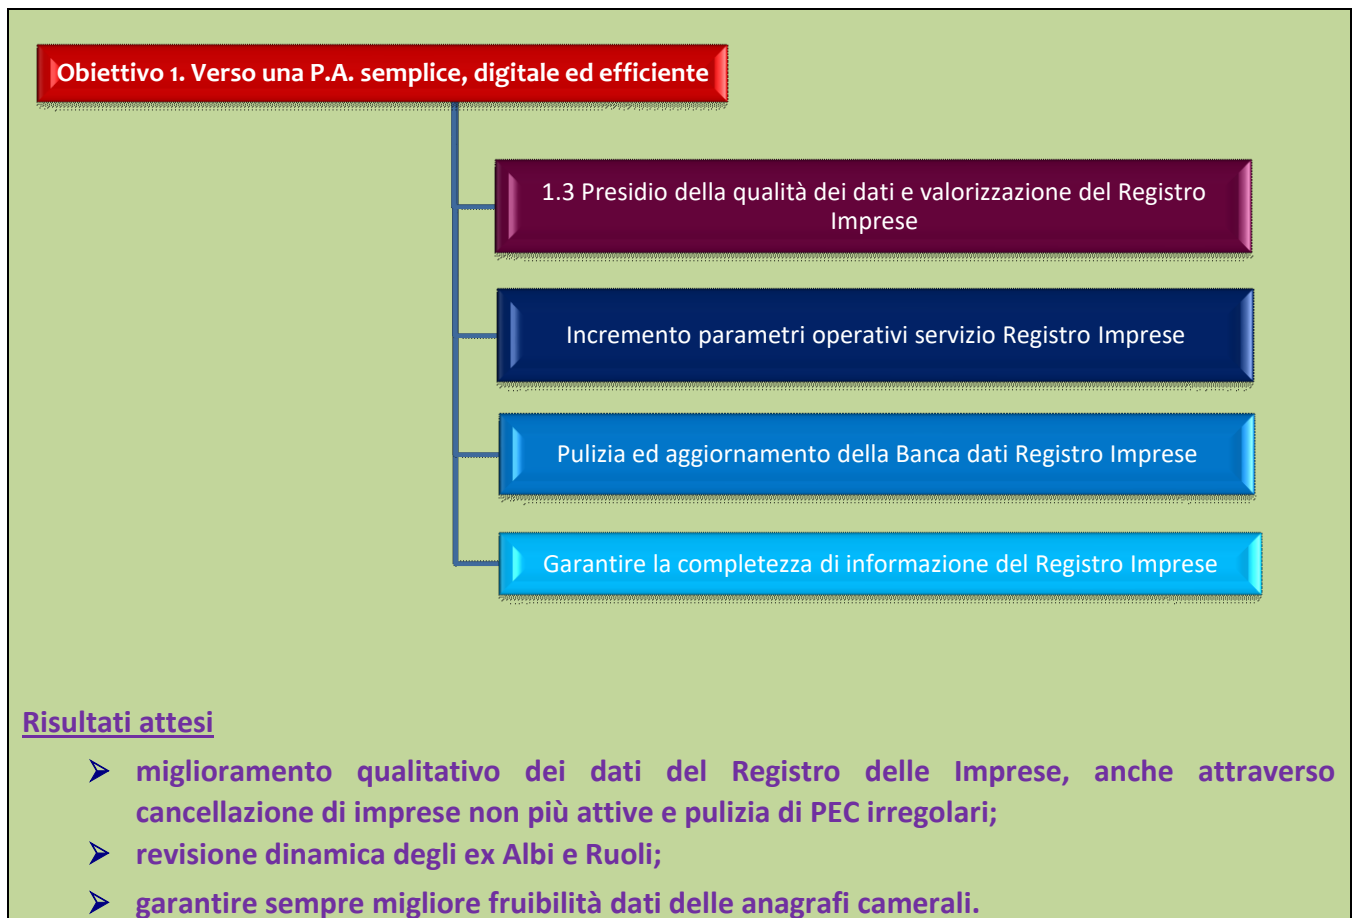 Obiettivo 1. Verso una P.A. semplice, digitale ed efficiente
1.3 Presidio della qualità dei dati e valorizzazione del Registro
Imprese
Incremento parametri operativi servizio Registro Imprese
Pulizia ed aggiornamento della Banca dati Registro Imprese
Garantire la completezza di informazione del Registro Imprese
Risultati attesi
➢ miglioramento qualitativo dei dati del Registro delle Imprese, anche attraverso
cancellazione di imprese non più attive e pulizia di PEC irregolari;
➢ revisione dinamica degli ex Albi e Ruoli;
➢ garantire sempre migliore fruibilità dati delle anagrafi camerali.